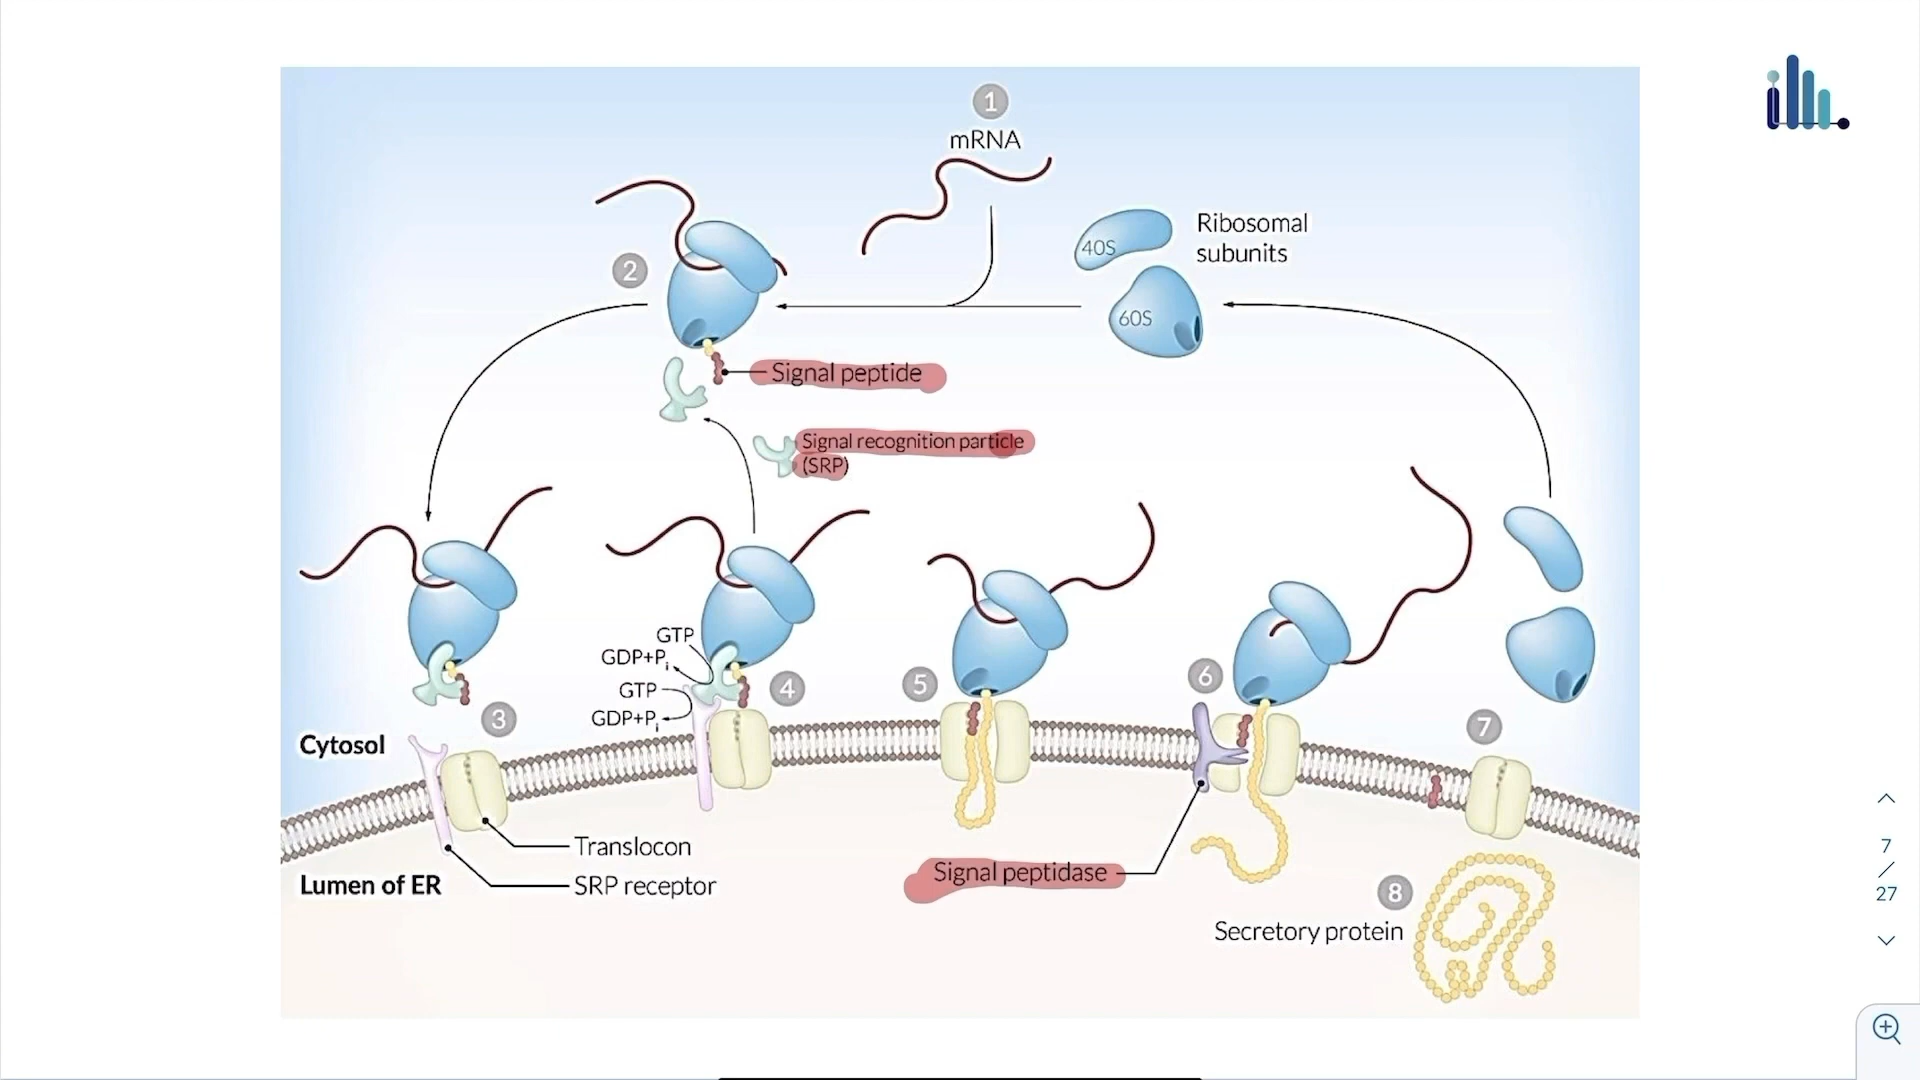 1
mRNA
Ribosomal
subunits
40S
60S
2
Signal peptide
Signal recognition particle
(SRP)
GTP
GDP+Pi
GTP
GDP+Pi
3
4
5
6
7
Cytosol
Translocon
Lumen of ER
SRP receptor
Signal peptidase
8
Secretory protein
7
/
27